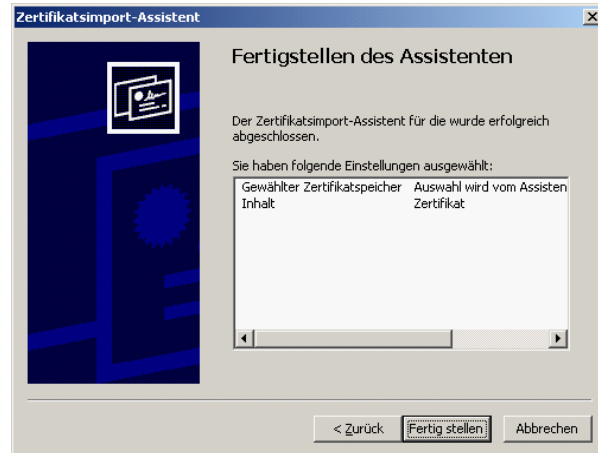 Zertifikatsimport-Assistent
Fertigstellen des Assistenten
Der Zertifikatsimport-Assistent für die wurde erfolgreich
abgeschlossen.
Sie haben folgende Einstellungen ausgewählt:
Gewählter Zertifikatspeicher Auswahl wird vom Assisten
Inhalt Zertifikat
< Zurück Fertig stellen Abbrechen